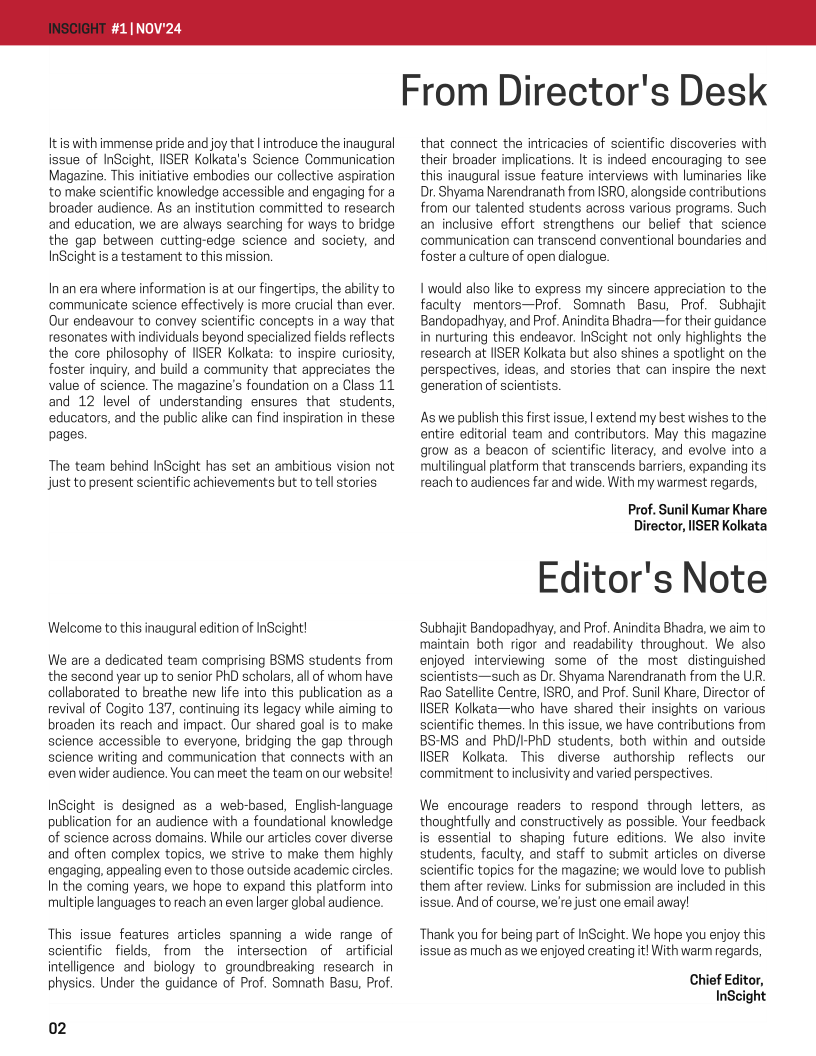 INSCIGHT #1 | NOV'24
From Director's Desk
It is with immense pride and joy that I introduce the inaugural
issue of InScight, IISER Kolkata's Science Communication
Magazine. This initiative embodies our collective aspiration
to make scientific knowledge accessible and engaging for a
broader audience. As an institution committed to research
and education, we are always searching for ways to bridge
the gap between cutting-edge science and society, and
InScight is a testament to this mission.
In an era where information is at our fingertips, the ability to
communicate science effectively is more crucial than ever.
Our endeavour to convey scientific concepts in a way that
resonates with individuals beyond specialized fields reflects
the core philosophy of IISER Kolkata: to inspire curiosity,
foster inquiry, and build a community that appreciates the
value of science. The magazine's foundation on a Class 11
and 12 level of understanding ensures that students,
educators, and the public alike can find inspiration in these
pages.
The team behind InScight has set an ambitious vision not
just to present scientific achievements but to tell stories
that connect the intricacies of scientific discoveries with
their broader implications. It is indeed encouraging to see
this inaugural issue feature interviews with luminaries like
Dr. Shyama Narendranath from ISRO, alongside contributions
from our talented students across various programs. Such
an inclusive effort strengthens our belief that science
communication can transcend conventional boundaries and
foster a culture of open dialogue.
I would also like to express my sincere appreciation to the
faculty mentors—Prof. Somnath Basu, Prof. Subhajit
Bandopadhyay, and Prof. Anindita Bhadra—for their guidance
in nurturing this endeavor. InScight not only highlights the
research at IISER Kolkata but also shines a spotlight on the
perspectives, ideas, and stories that can inspire the next
generation of scientists.
As we publish this first issue, I extend my best wishes to the
entire editorial team and contributors. May this magazine
grow as a beacon of scientific literacy, and evolve into a
multilingual platform that transcends barriers, expanding its
reach to audiences far and wide. With my warmest regards,
Prof. Sunil Kumar Khare
Director, IISER Kolkata
Editor's Note
Welcome to this inaugural edition of InScight!
We are a dedicated team comprising BSMS students from
the second year up to senior PhD scholars, all of whom have
collaborated to breathe new life into this publication as a
revival of Cogito 137, continuing its legacy while aiming to
broaden its reach and impact. Our shared goal is to make
science accessible to everyone, bridging the gap through
science writing and communication that connects with an
even wider audience. You can meet the team on our website!
InScight is designed as a web-based, English-language
publication for an audience with a foundational knowledge
of science across domains. While our articles cover diverse
and often complex topics, we strive to make them highly
engaging, appealing even to those outside academic circles.
In the coming years, we hope to expand this platform into
multiple languages to reach an even larger global audience.
This issue features articles spanning a wide range of
scientific fields, from the intersection of artificial
intelligence and biology to groundbreaking research in
physics. Under the guidance of Prof. Somnath Basu, Prof.
Subhajit Bandopadhyay, and Prof. Anindita Bhadra, we aim to
maintain both rigor and readability throughout. We also
enjoyed interviewing some of the most distinguished
scientists—such as Dr. Shyama Narendranath from the U.R.
Rao Satellite Centre, ISRO, and Prof. Sunil Khare, Director of
IISER Kolkata—who have shared their insights on various
scientific themes. In this issue, we have contributions from
BS-MS and PhD/I-PhD students, both within and outside
IISER Kolkata. This diverse authorship reflects our
commitment to inclusivity and varied perspectives.
We encourage readers to respond through letters, as
thoughtfully and constructively as possible. Your feedback
is essential to shaping future editions. We also invite
students, faculty, and staff to submit articles on diverse
scientific topics for the magazine; we would love to publish
them after review. Links for submission are included in this
issue. And of course, we're just one email away!
Thank you for being part of InScight. We hope you enjoy this
issue as much as we enjoyed creating it! With warm regards,
Chief Editor,
InScight
02